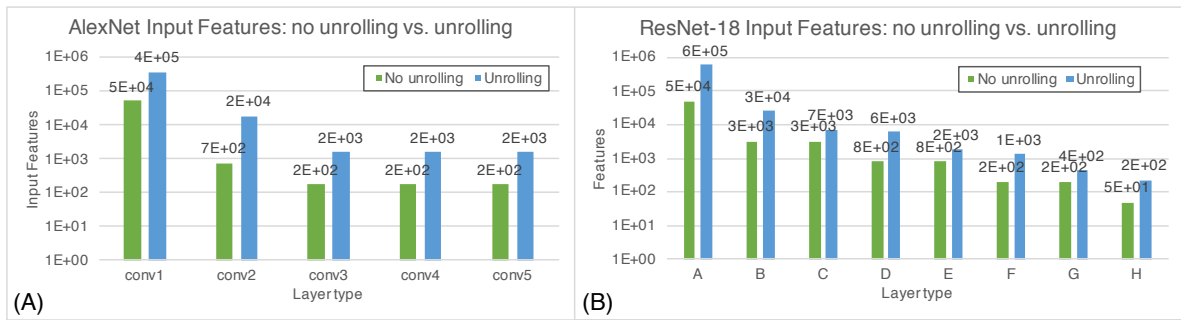 AlexNet Input Features: no unrolling vs. unrolling
1E+06
1E+05
1E+04
1E+03
1E+02
1E+01
1E+00
Input Features
No unrolling
Unrolling
5E+04
4E+05
7E+02
2E+04
2E+02
2E+03
2E+02
2E+03
2E+02
2E+03
conv1
conv2
conv3
conv4
conv5
Layer type
(A)
ResNet-18 Input Features: no unrolling vs. unrolling
1E+06
1E+05
1E+04
1E+03
1E+02
1E+01
1E+00
Features
No unrolling
Unrolling
5E+04
6E+05
3E+03
3E+04
3E+03
7E+03
8E+02
6E+03
8E+02
2E+03
2E+02
1E+03
2E+02
4E+02
5E+01
2E+02
A
B
C
D
E
F
G
H
Layer type
(B)